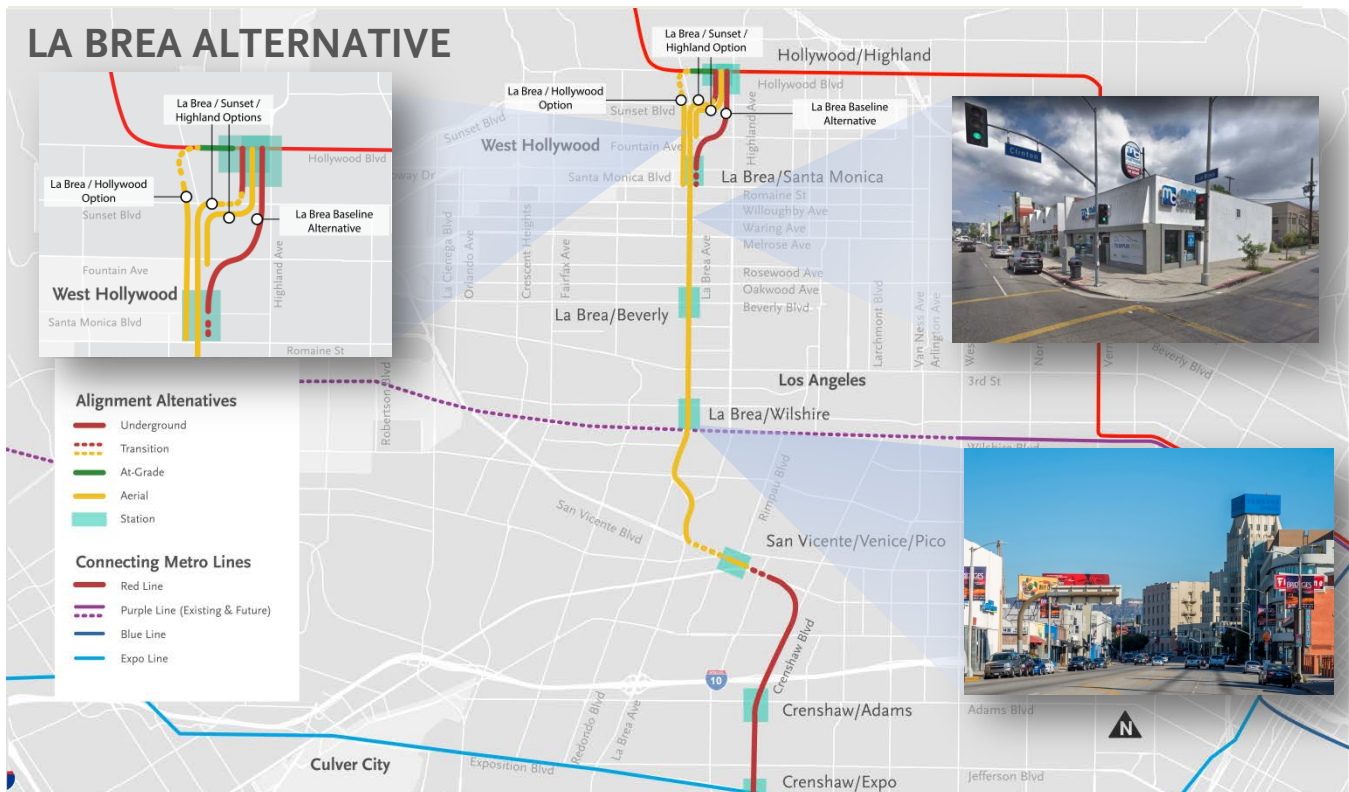 LA BREA ALTERNATIVE
La Brea / Sunset /
Highland Options
La Brea / Hollywood
Option
Hollywood Blvd
Sunset Blvd
La Brea Baseline
Alternative
Fountain Ave
Highland Ave
West Hollywood
Santa Monica Blvd
Romaine St
La Brea / Sunset /
Highland Option
Hollywood/Highland
Hollywood Blvd
La Brea / Hollywood
Option
Sunset Blvd
La Brea Baseline
Alternative
Sunset Blvd
Highland Ave
West Hollywood
Fountain Ave
Santa Monica Blvd
La Brea/Santa Monica
Romaine St
Willoughby Ave
Waring Ave
Melrose Ave
La Cienega Blvd
Orlando Ave
Crescent Heights
Fairfax Ave
La Brea Ave
Rosewood Ave
Oakwood Ave
Beverly Blvd
La Brea/Beverly
Larchmont Blvd
Van Ness Ave
Arlington Ave
Beverly Blvd
Clinton
Los Angeles
3rd St
Robertson Blvd
La Brea/Wilshire
Wilshire Blvd
Rimpau Blvd
San Vicente Blvd
San Vicente/Venice/Pico
Crenshaw Blvd
10
Crenshaw/Adams
Adams Blvd
N
Redondo Blvd
La Brea Ave
Culver City
Exposition Blvd
Crenshaw/Expo
Jefferson Blvd
Alignment Altenatives
Underground
Transition
At-Grade
Aerial
Station
Connecting Metro Lines
Red Line
Purple Line (Existing & Future)
Blue Line
Expo Line